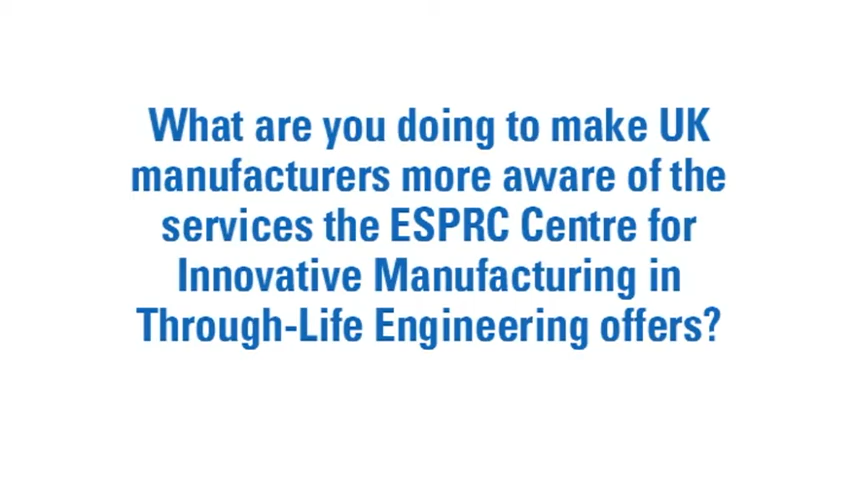 What are you doing to make UK
manufacturers more aware of the
services the ESPRC Centre for
Innovative Manufacturing in
Through-Life Engineering offers?